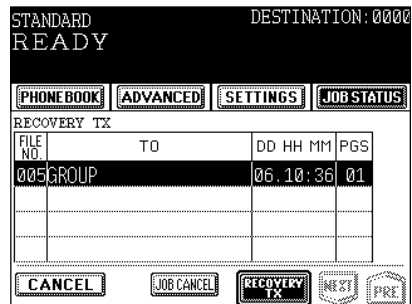 STANDARD DESTINATION:0000
READY
PHONE BOOK ADVANCED SETTINGS JOB STATUS
RECOVERY TX
FILE NO. TO DD HH MM PGS
005 GROUP 06.10:36 01
CANCEL JOB CANCEL RECOVERY TX NEXT PRE